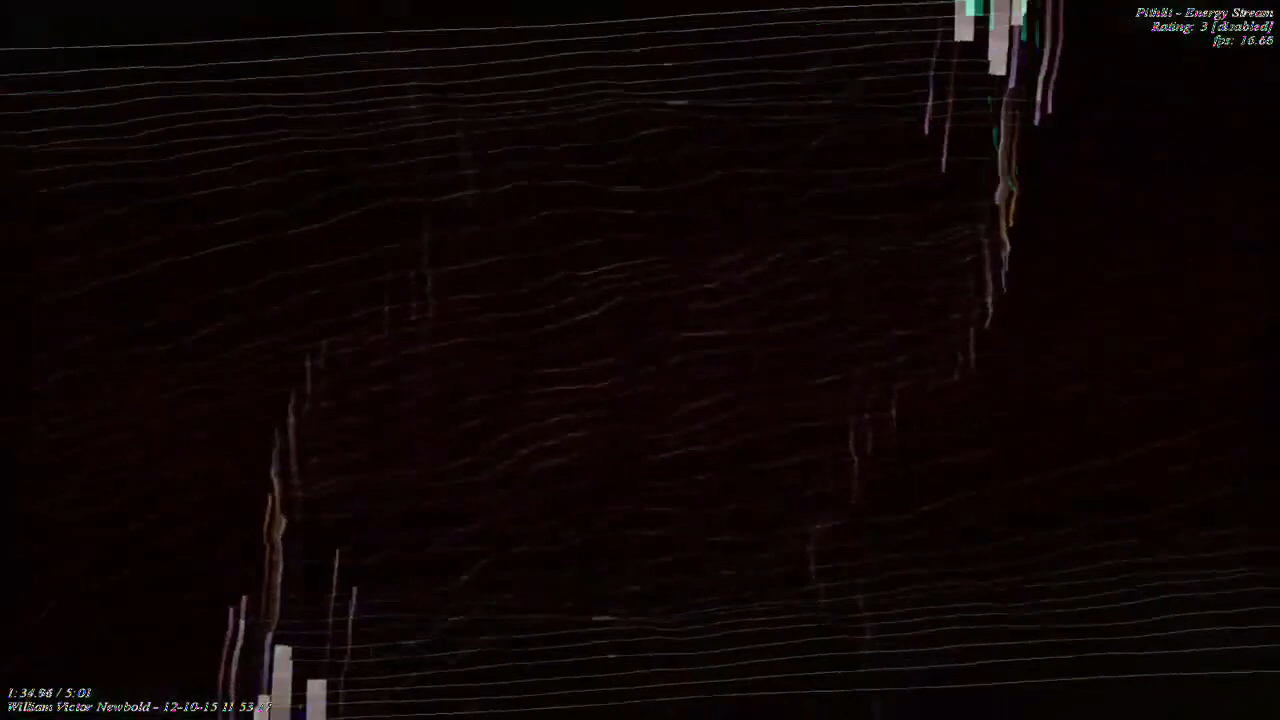 Energy Stream
Rating: 3 [disabled]
fps: 16.66
1:34.96 / 5:01
William Victor Newbold - 12-10-15 11 53